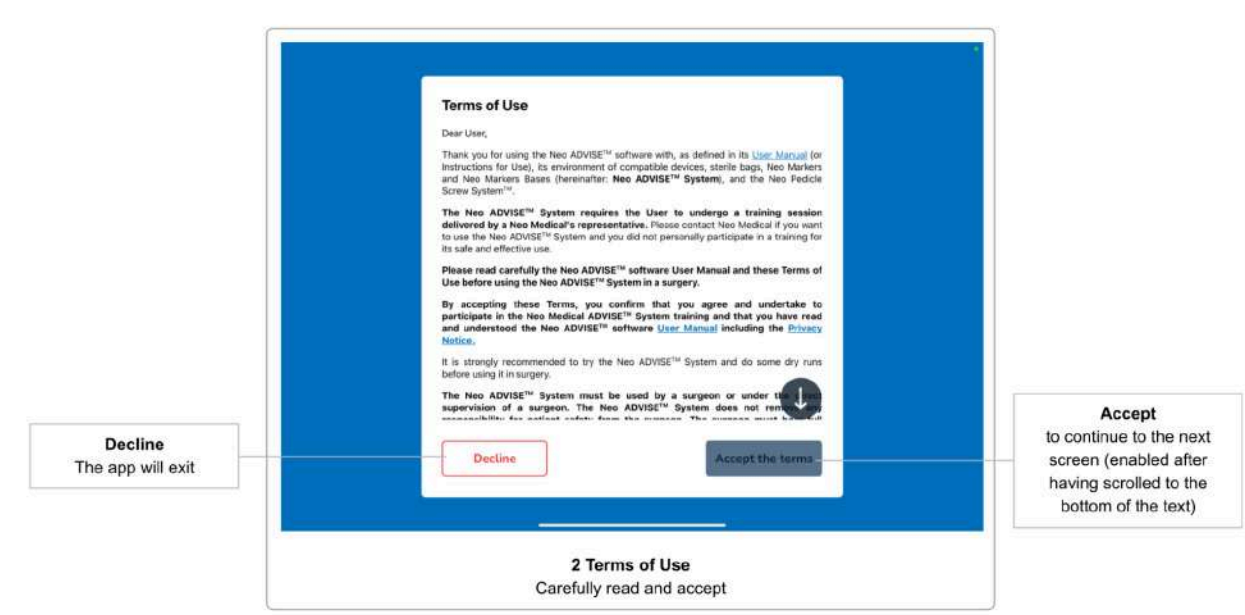 Terms of Use
Dear User,
Thank you for using the Neo ADVISE™ software with, as defined in its User Manual (or
Instructions for Use), its environment of compatible devices, sterile bags, Neo Markers
and Neo Markers Bases (hereinafter: Neo ADVISE™ System), and the Neo Pedicle
Screw System™.
The Neo ADVISE™ System requires the User to undergo a training session
delivered by a Neo Medical's representative. Please contact Neo Medical if you want
to use the Neo ADVISE™ System and you did not personally participate in a training for
its safe and effective use.
Please read carefully the Neo ADVISE™ software User Manual and these Terms of
Use before using the Neo ADVISE™ System in a surgery.
By accepting these Terms, you confirm that you agree and undertake to
participate in the Neo Medical ADVISE™ System training and that you have read
and understood the Neo ADVISE™ software User Manual including the Privacy
Notice.
It is strongly recommended to try the Neo ADVISE™ System and do some dry runs
before using it in surgery.
The Neo ADVISE™ System must be used by a surgeon or under the
supervision of a surgeon. The Neo ADVISE™ System does not any
Decline
Accept the terms
Decline
The app will exit
Accept
to continue to the next
screen (enabled after
having scrolled to the
bottom of the text)
2 Terms of Use
Carefully read and accept